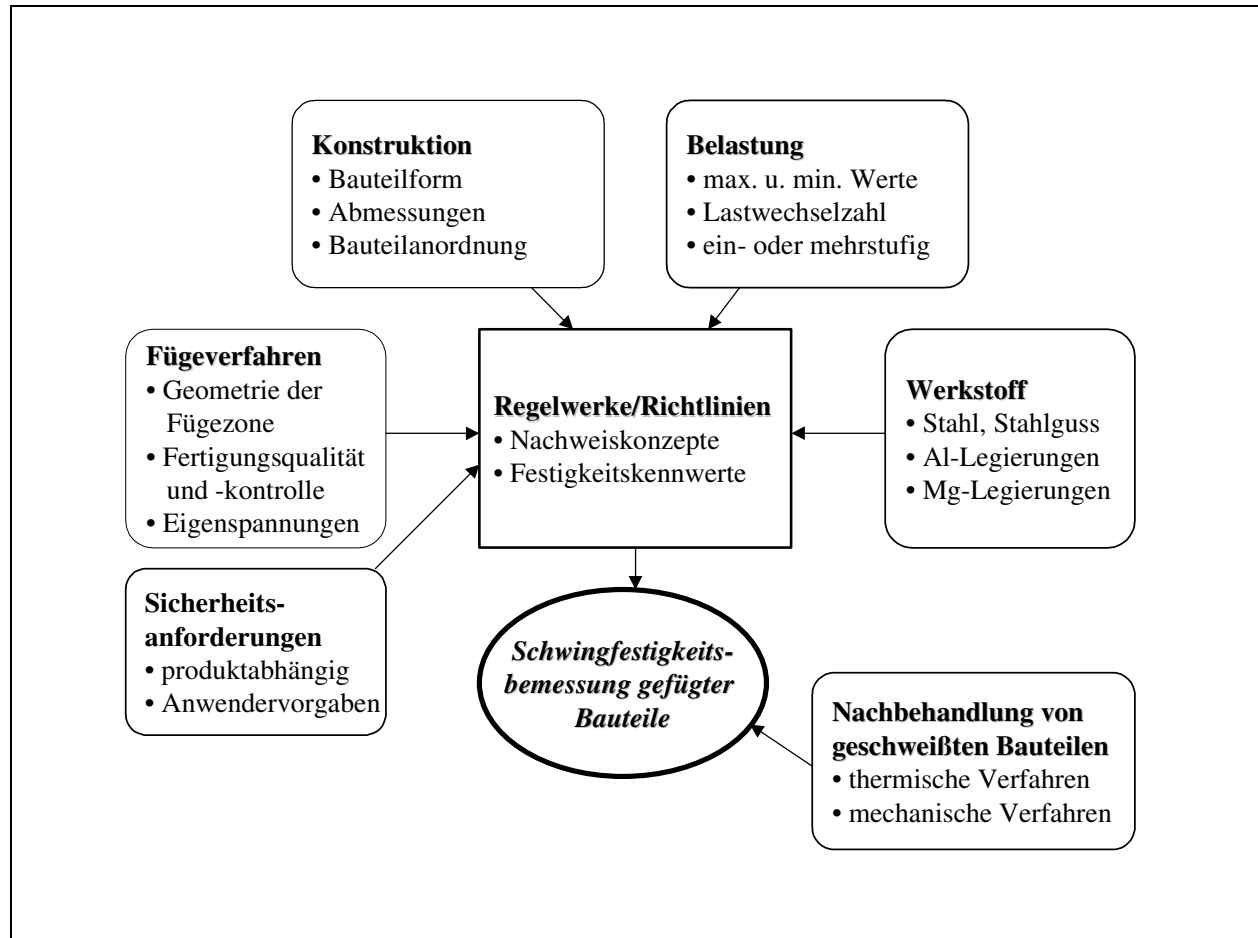 Konstruktion
• Bauteilform
• Abmessungen
• Bauteilanordnung
Belastung
• max. u. min. Werte
• Lastwechselzahl
• ein- oder mehrstufig
Fügeverfahren
• Geometrie der
Fügezone
• Fertigungsqualität
und -kontrolle
• Eigenspannungen
Regelwerke/Richtlinien
• Nachweiskonzepte
• Festigkeitskennwerte
Werkstoff
• Stahl, Stahlguss
• Al-Legierungen
• Mg-Legierungen
Sicherheits-
anforderungen
• produktabhängig
• Anwendervorgaben
Schwingfestigkeits-
bemessung gefügter
Bauteile
Nachbehandlung von
geschweißten Bauteilen
• thermische Verfahren
• mechanische Verfahren